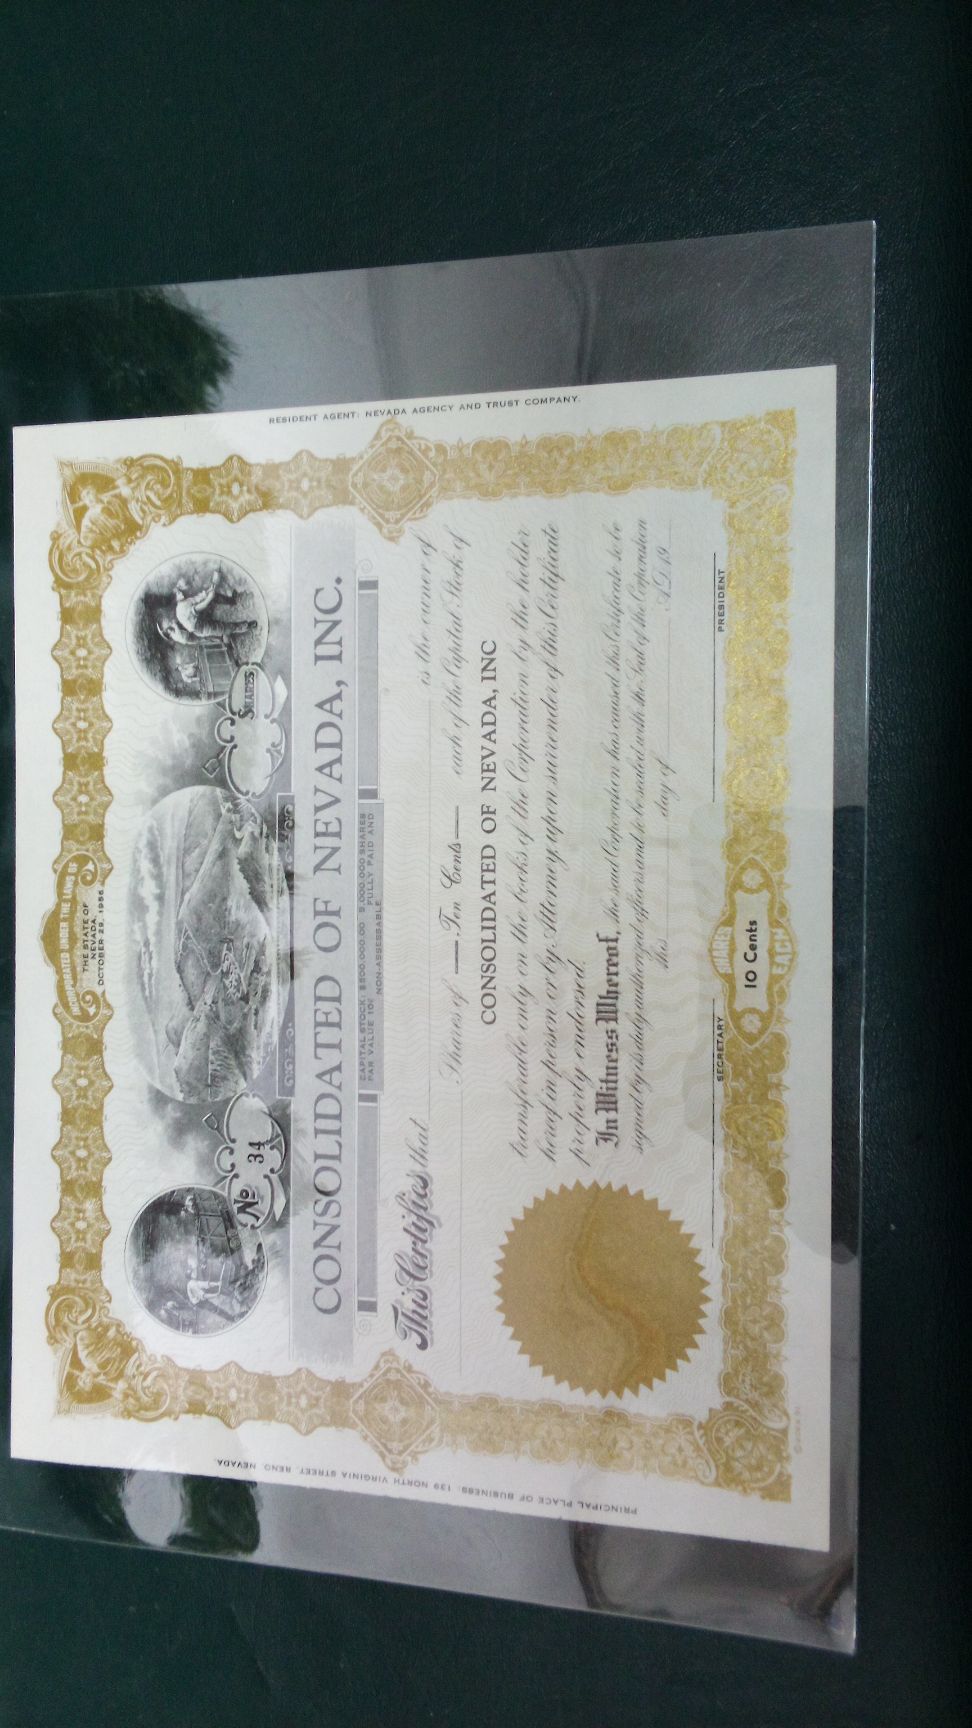 INCORPORATED UNDER THE LAWS OF
THE STATE OF
NEVADA,
OCTOBER 29, 1956
No 34
SHARES
CONSOLIDATED OF NEVADA, INC.
CAPITAL STOCK: $500,000.00 5,000,000 SHARES
PAR VALUE 10¢ FULLY PAID AND
NON-ASSESSABLE
This Certifies that is the owner of
Shares of — Ten Cents — each of the Capital Stock of
CONSOLIDATED OF NEVADA, INC
transferable only on the books of the Corporation by the holder
hereof in person or by Attorney upon surrender of this Certificate
properly endorsed.
In Witness Whereof, the said Corporation has caused this Certificate to be
signed by its duly authorized officers and to be sealed with the Seal of the Corporation
this day of A.D. 19
SECRETARY PRESIDENT
SHARES
10 Cents
EACH
PRINCIPAL PLACE OF BUSINESS: 139 NORTH VIRGINIA STREET, RENO, NEVADA.
RESIDENT AGENT: NEVADA AGENCY AND TRUST COMPANY.